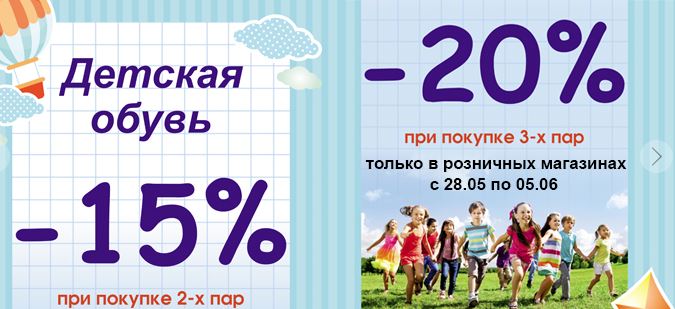 Детская
обувь
-15%
при покупке 2-х пар
-20%
при покупке 3-х пар
только в розничных магазинах
с 28.05 по 05.06